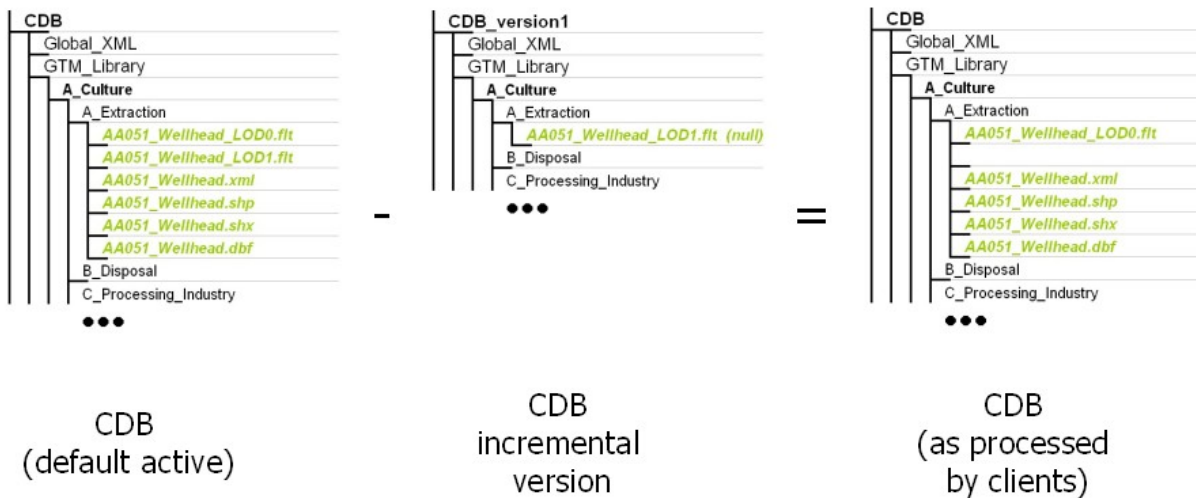 CDB
Global_XML
GTM_Library
A_Culture
A_Extraction
AA051_Wellhead_LOD0.flt
AA051_Wellhead_LOD1.flt
AA051_Wellhead.xml
AA051_Wellhead.shp
AA051_Wellhead.shx
AA051_Wellhead.dbf
B_Disposal
C_Processing_Industry
●●●
CDB
(default active)
-
CDB_version1
Global_XML
GTM_Library
A_Culture
A_Extraction
AA051_Wellhead_LOD1.flt (null)
B_Disposal
C_Processing_Industry
●●●
CDB
incremental
version
=
CDB
Global_XML
GTM_Library
A_Culture
A_Extraction
AA051_Wellhead_LOD0.flt
AA051_Wellhead.xml
AA051_Wellhead.shp
AA051_Wellhead.shx
AA051_Wellhead.dbf
B_Disposal
C_Processing_Industry
●●●
CDB
(as processed
by clients)